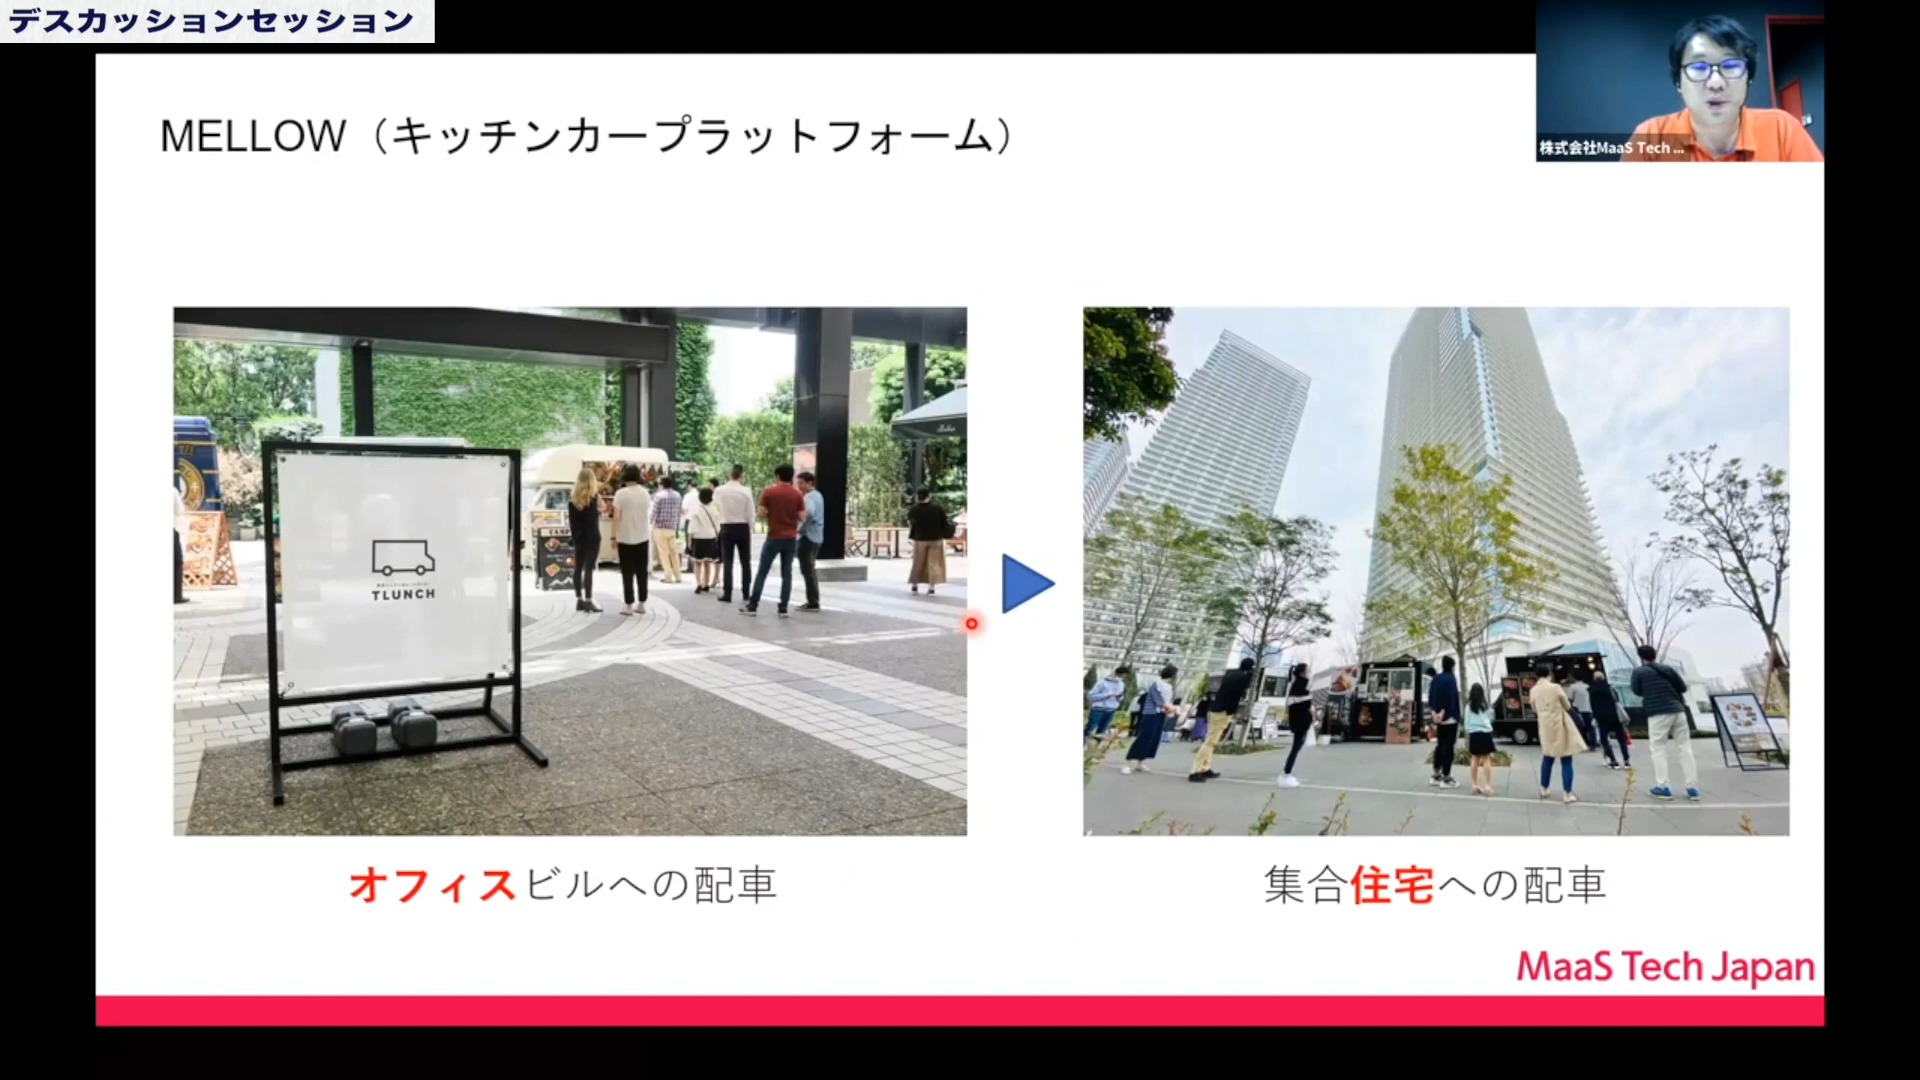 デスカッションセッション
株式会社MaaS Tech ...
MELLOW（キッチンカープラットフォーム）
TLUNCH
オフィスビルへの配車
集合住宅への配車
MaaS Tech Japan